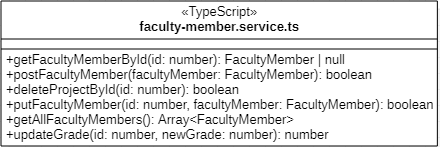 «TypeScript»
faculty-member.service.ts
+getFacultyMemberById(id: number): FacultyMember | null
+postFacultyMember(facultyMember: FacultyMember): boolean
+deleteProjectById(id: number): boolean
+putFacultyMember(id: number, facultyMember: FacultyMember): boolean
+getAllFacultyMembers(): Array<FacultyMember>
+updateGrade(id: number, newGrade: number): number